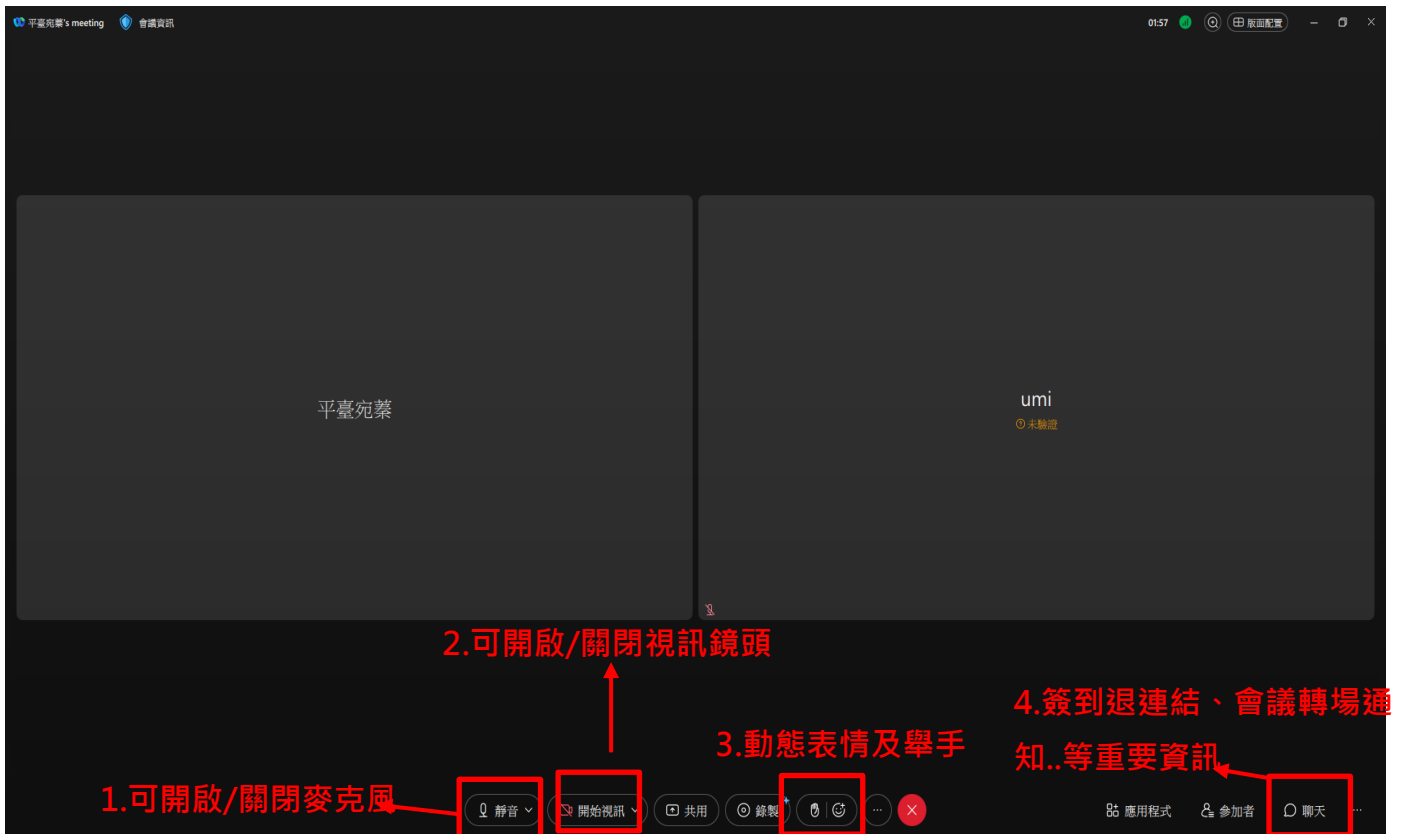 平臺宛蓁's meeting 會議資訊 01:57 版面配置
平臺宛蓁
umi
未驗證
2.可開啟/關閉視訊鏡頭
4.簽到退連結、會議轉場通
知..等重要資訊
3.動態表情及舉手
1.可開啟/關閉麥克風
靜音 開始視訊 共用 錄製 應用程式 參加者 聊天